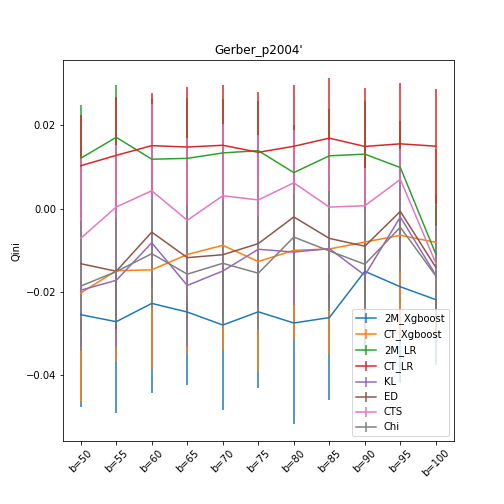 Gerber_p2004'
Qini
0.02
0.00
−0.02
−0.04
2M_Xgboost
CT_Xgboost
2M_LR
CT_LR
KL
ED
CTS
Chi
b=50
b=55
b=60
b=65
b=70
b=75
b=80
b=85
b=90
b=95
b=100